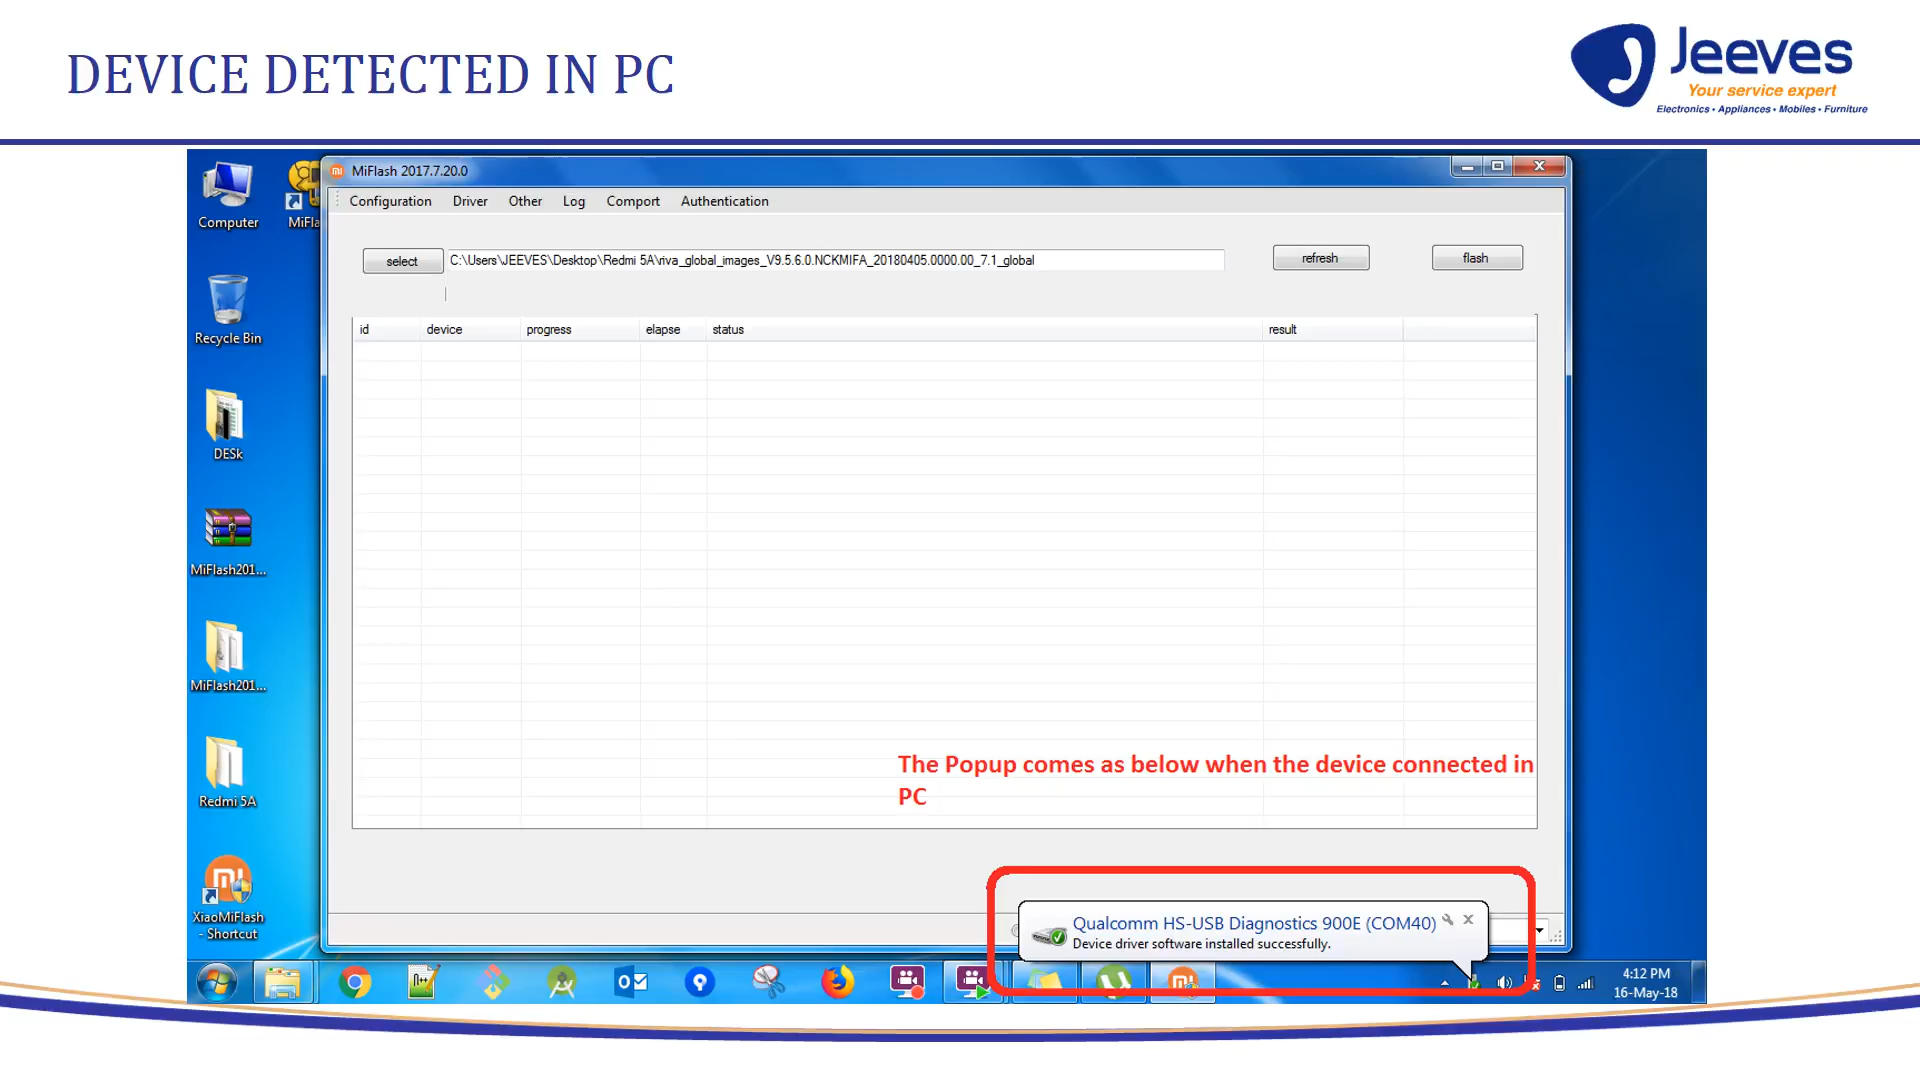 DEVICE DETECTED IN PC
Jeeves
Your service expert
Electronics • Appliances • Mobiles • Furniture
MiFlash 2017.7.20.0
Configuration Driver Other Log Comport Authentication
select C:\Users\JEEVES\Desktop\Redmi 5A\riva_global_images_V9.5.6.0.NCKMIFA_20180405.0000.00_7.1_global refresh flash
id device progress elapse status result
Computer
MiFla
Recycle Bin
DESk
MiFlash201...
MiFlash201...
Redmi 5A
XiaoMiFlash
- Shortcut
The Popup comes as below when the device connected in
PC
Qualcomm HS-USB Diagnostics 900E (COM40)
Device driver software installed successfully.
4:12 PM
16-May-18